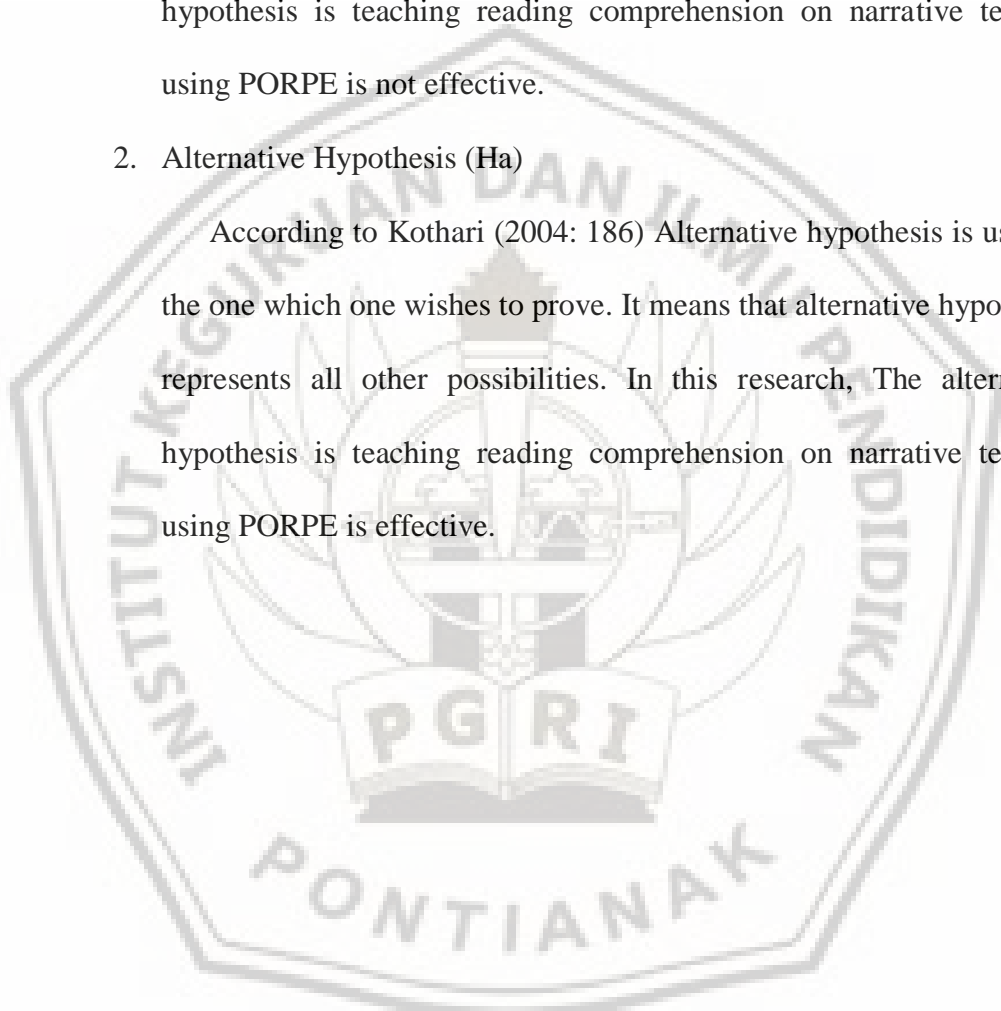 hypothesis is teaching reading comprehension on narrative te
using PORPE is not effective.
2. Alternative Hypothesis (Ha)
According to Kothari (2004: 186) Alternative hypothesis is us
the one which one wishes to prove. It means that alternative hypo
represents all other possibilities. In this research, The altern
hypothesis is teaching reading comprehension on narrative te
using PORPE is effective.
INSTITUT KEGURUAN DAN ILMU PENDIDIKAN
PGRI
PONTIANAK